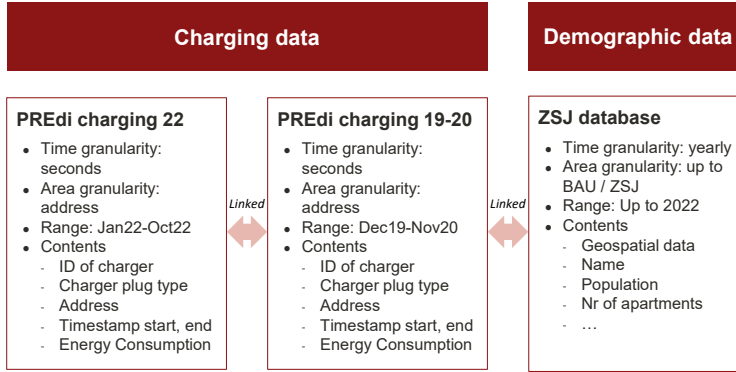 Charging data
Demographic data
PREdi charging 22
• Time granularity:
seconds
• Area granularity:
address
• Range: Jan22-Oct22
• Contents
- ID of charger
- Charger plug type
- Address
- Timestamp start, end
- Energy Consumption
Linked
PREdi charging 19-20
• Time granularity:
seconds
• Area granularity:
address
• Range: Dec19-Nov20
• Contents
- ID of charger
- Charger plug type
- Address
- Timestamp start, end
- Energy Consumption
Linked
ZSJ database
• Time granularity: yearly
• Area granularity: up to
BAU / ZSJ
• Range: Up to 2022
• Contents
- Geospatial data
- Name
- Population
- Nr of apartments
- …